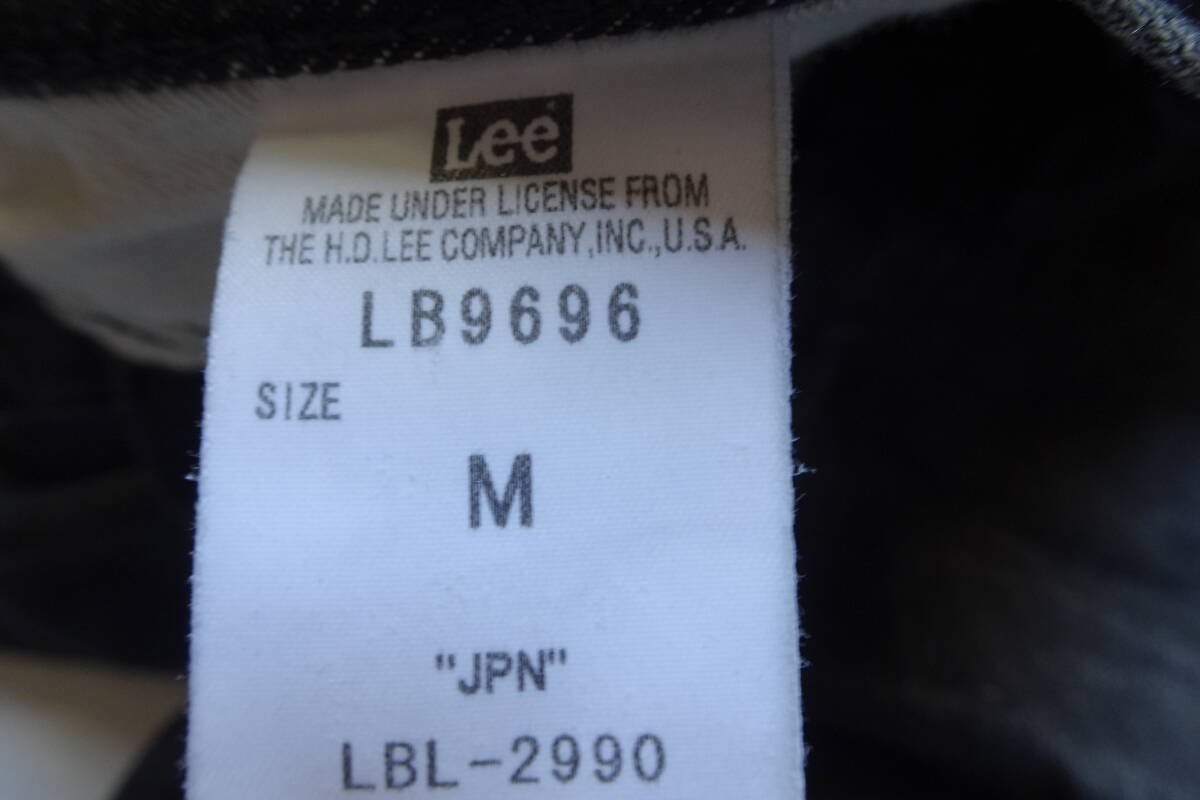 Lee
MADE UNDER LICENSE FROM
THE H.D.LEE COMPANY,INC.,U.S.A.
LB9696
SIZE
M
"JPN"
LBL-2990